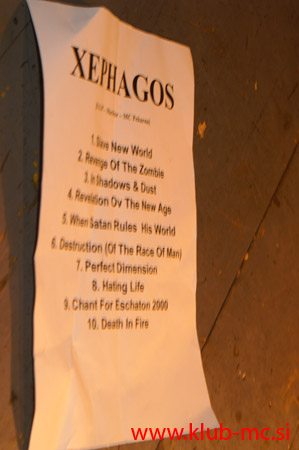 XEPHAGOS
1. Slave New World
2. Revenge Of The Zombie
3. In Shadows & Dust
4. Revelation Ov The New Age
5. When Satan Rules His World
6. Destruction (Of The Race Of Man)
7. Perfect Dimension
8. Hating Life
9. Chant For Eschaton 2000
10. Death In Fire
www.klub-mc.si